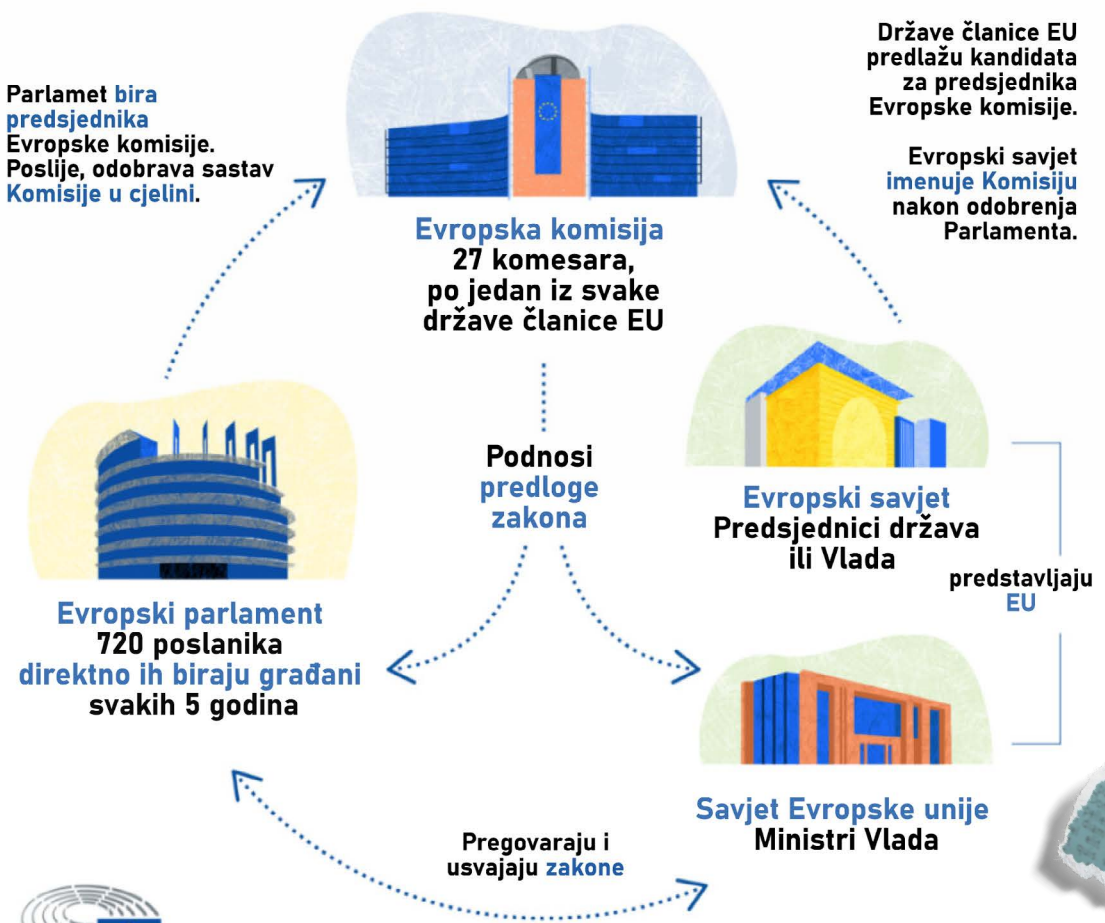 Parlamet bira
predsjednika
Evropske komisije.
Poslije, odobrava sastav
Komisije u cjelini.
Države članice EU
predlažu kandidata
za predsjednika
Evropske komisije.
Evropski savjet
imenuje Komisiju
nakon odobrenja
Parlamenta.
Evropska komisija
27 komesara,
po jedan iz svake
države članice EU
Podnosi
predloge
zakona
Evropski savjet
Predsjednici država
ili Vlada
predstavljaju
EU
Evropski parlament
720 poslanika
direktno ih biraju građani
svakih 5 godina
Savjet Evropske unije
Ministri Vlada
Pregovaraju i
usvajaju zakone